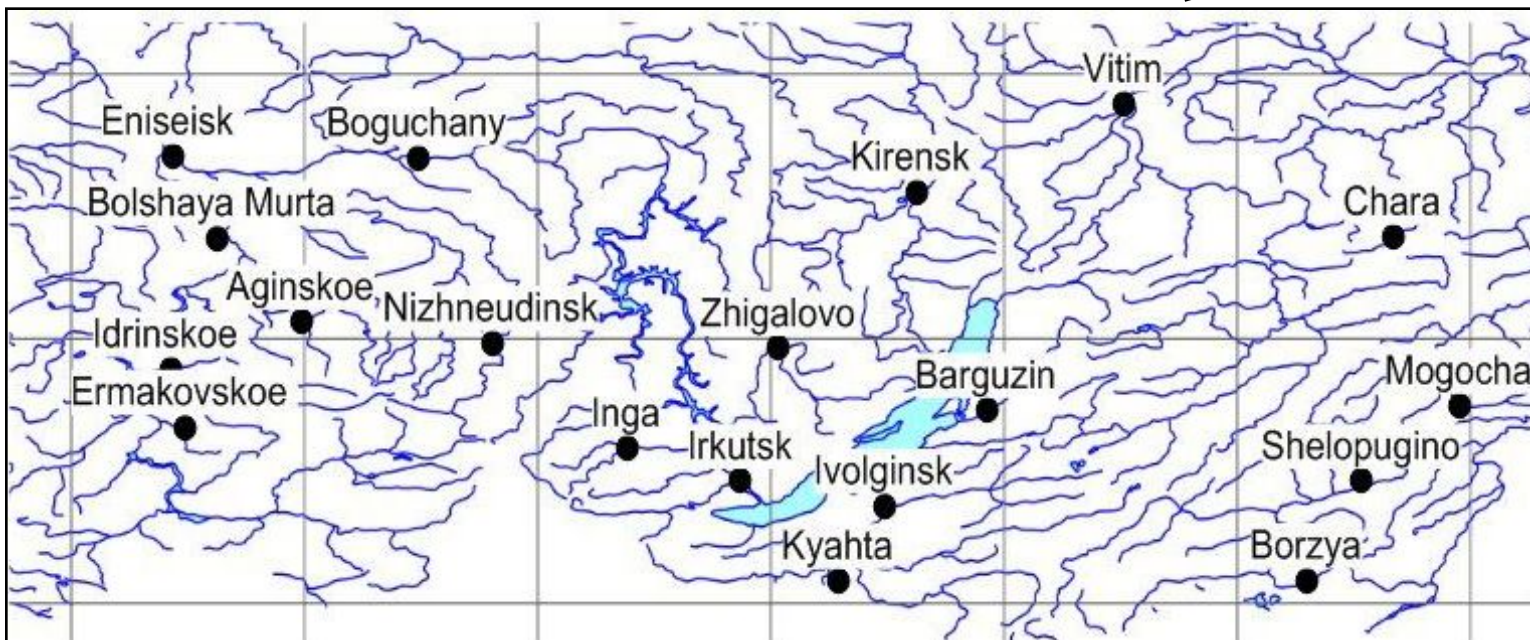 Vitim
Eniseisk
Boguchany
Kirensk
Bolshaya Murta
Chara
Aginskoe
Nizhneudinsk
Zhigalovo
Idrinskoe
Barguzin
Mogocha
Ermakovskoe
Inga
Irkutsk
Ivolginsk
Shelopugino
Kyahta
Borzya